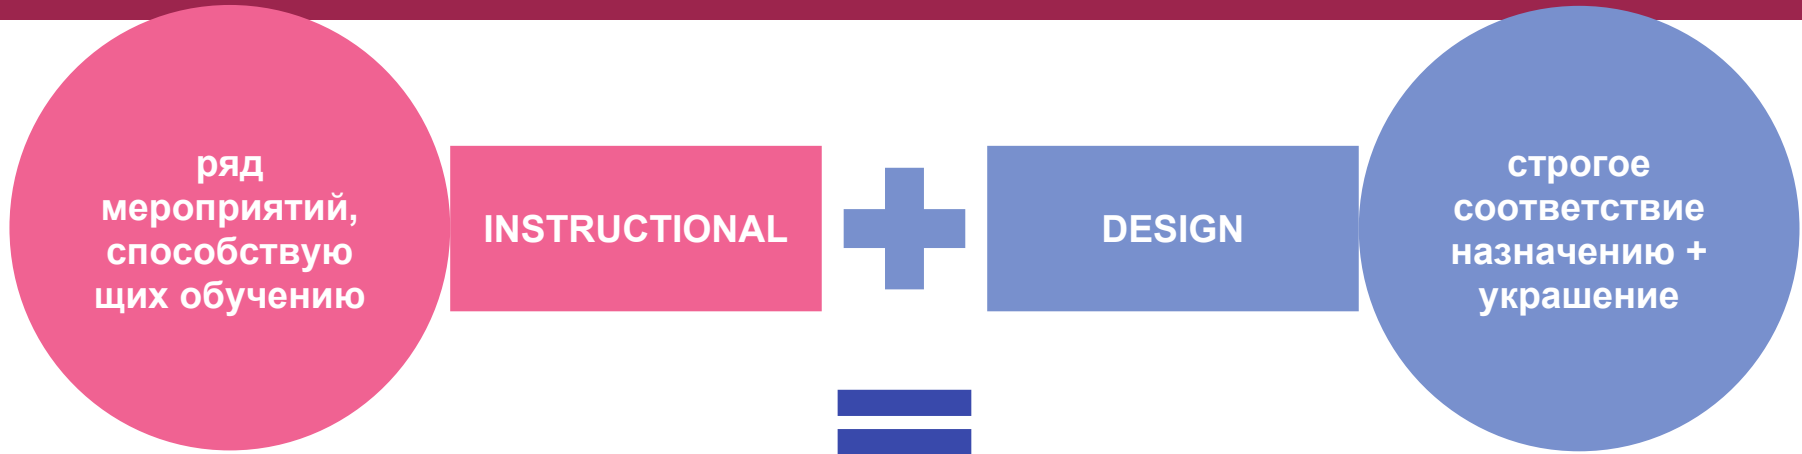 ряд
мероприятий,
способствую
щих обучению
INSTRUCTIONAL
DESIGN
строгое
соответствие
назначению +
украшение